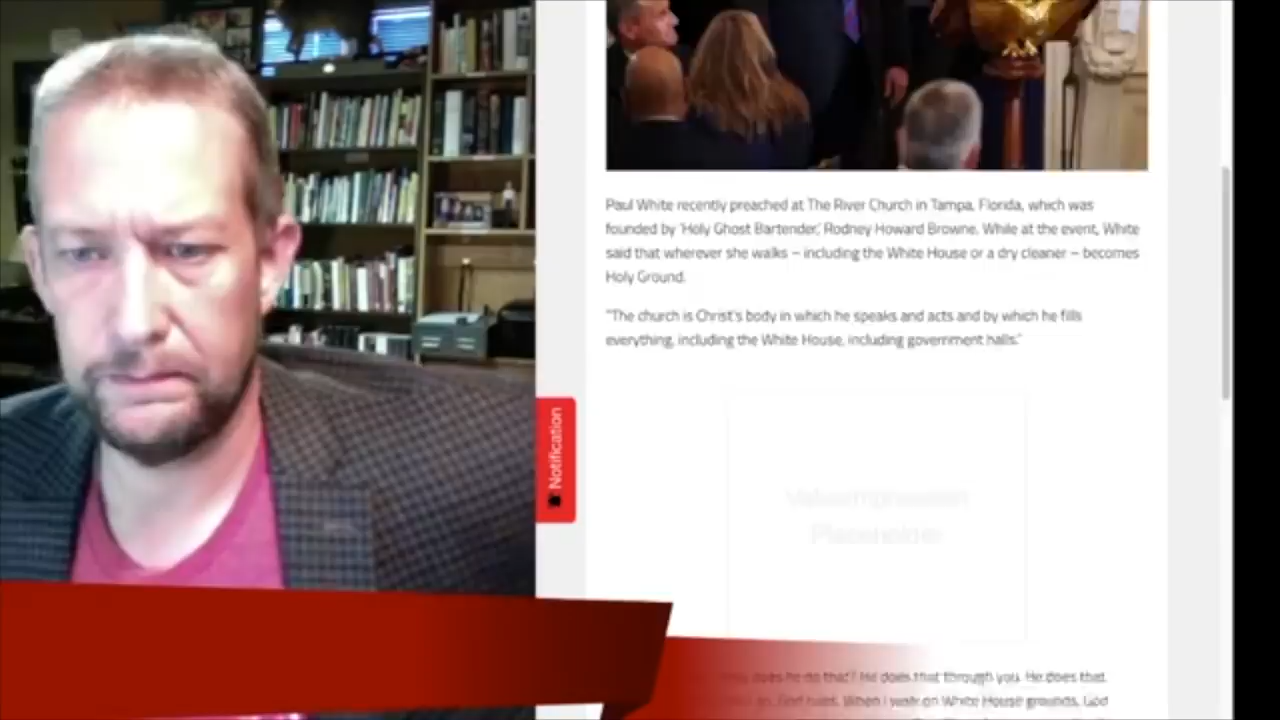 Paul White recently preached at The River Church in Tampa, Florida, which was
founded by 'Holy Ghost Bartender,' Rodney Howard Browne. While at the event, White
said that wherever she walks – including the White House or a dry cleaner – becomes
Holy Ground.
"The church is Christ's body in which he speaks and acts and by which he fills
everything, including the White House, including government halls."
Notification
Placeholder
does he do that? He does that through you. He does that
God rules. When I walk on White House grounds, God